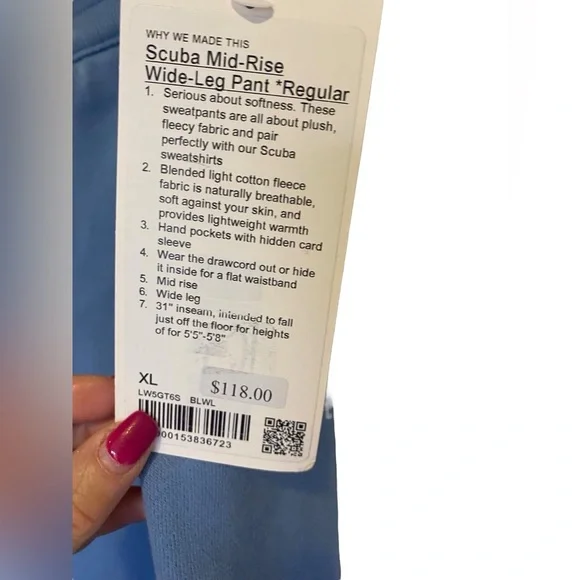 WHY WE MADE THIS
Scuba Mid-Rise
Wide-Leg Pant *Regular
1. Serious about softness. These
sweatpants are all about plush,
fleecy fabric and pair
perfectly with our Scuba
sweatshirts
2. Blended light cotton fleece
fabric is naturally breathable,
soft against your skin, and
provides lightweight warmth
3. Hand pockets with hidden card
sleeve
4. Wear the drawcord out or hide
it inside for a flat waistband
5. Mid rise
6. Wide leg
7. 31" inseam, intended to fall
just off the floor for heights
of for 5'5"-5'8"
XL
$118.00
LW5GT6S BLWL
00153836723